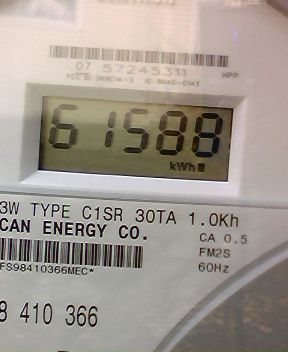 07 57245311 HPP
61588
kWh
3W TYPE C1SR 30TA 1.0Kh
CAN ENERGY CO. CA 0.5
FM2S
FS98410366MEC* 60Hz
8 410 366